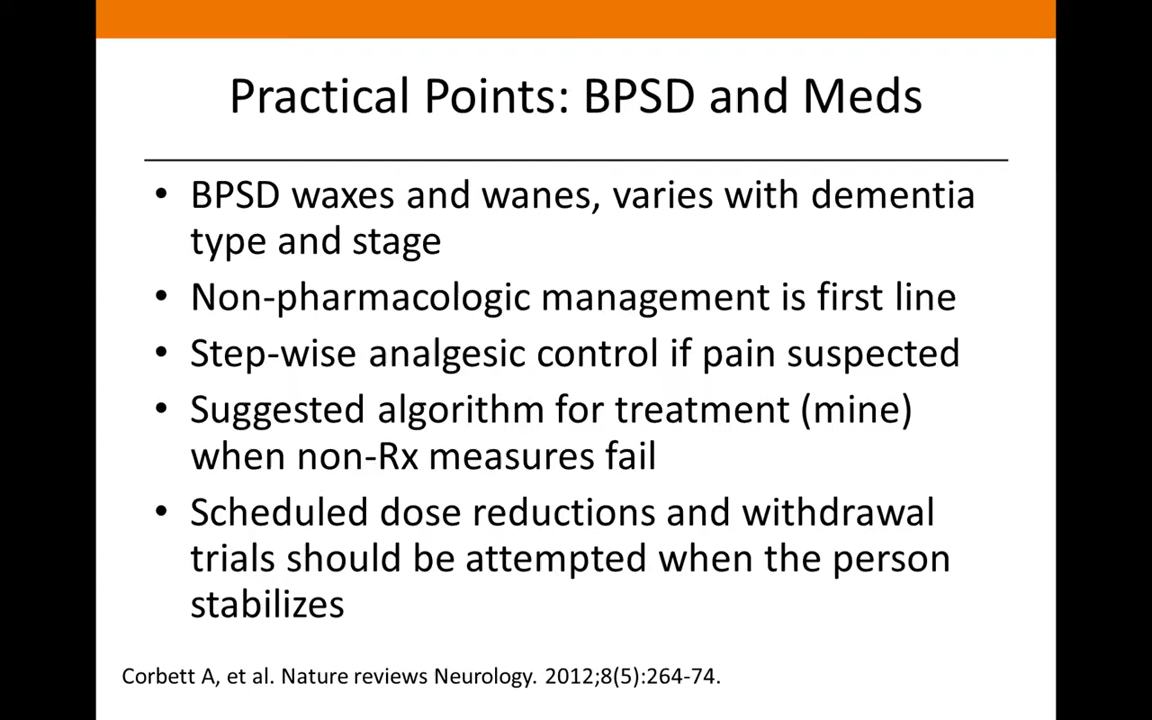 Practical Points: BPSD and Meds
• BPSD waxes and wanes, varies with dementia
type and stage
• Non-pharmacologic management is first line
• Step-wise analgesic control if pain suspected
• Suggested algorithm for treatment (mine)
when non-Rx measures fail
• Scheduled dose reductions and withdrawal
trials should be attempted when the person
stabilizes
Corbett A, et al. Nature reviews Neurology. 2012;8(5):264-74.